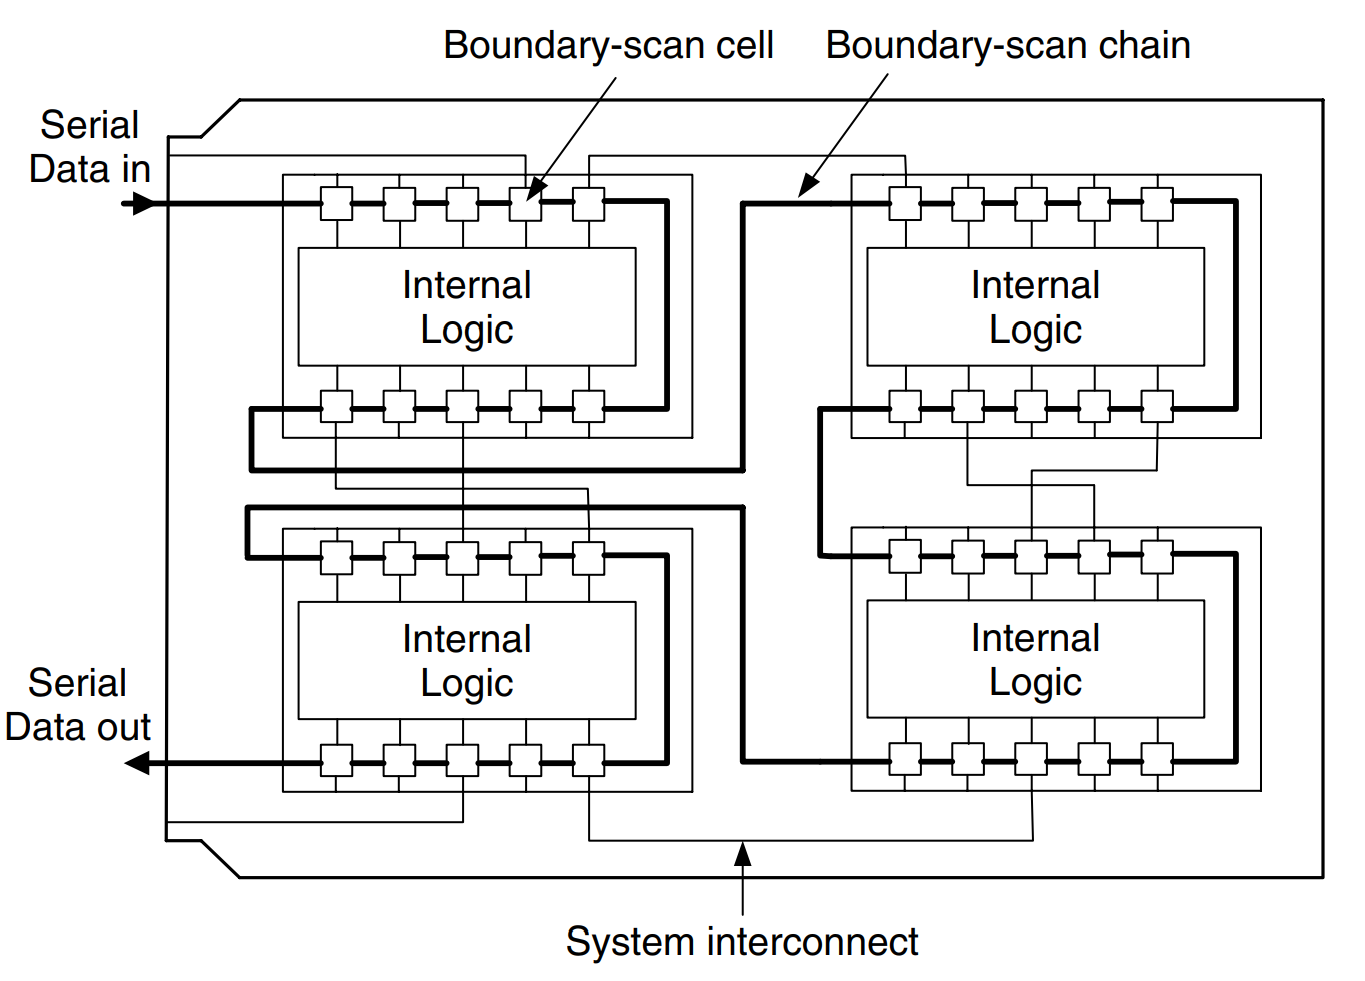 Boundary-scan cell
Boundary-scan chain
Serial
Data in
Internal
Logic
Internal
Logic
Internal
Logic
Internal
Logic
Serial
Data out
System interconnect